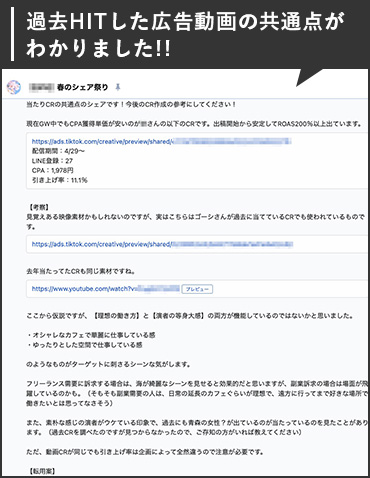 過去HITした広告動画の共通点が
わかりました!!
春のシェア祭り
当たりCRの共通点のシェアです！今後のCR作成の参考にしてください！
現在GW中でもCPA獲得単価が安いのが さんの以下のCRです。出稿開始から安定してROAS200%以上出ています。
https://ads.tiktok.com/creative/preview/shared/
配信期間：4/29〜
LINE登録：27
CPA：1,978円
引き上げ率：11.1%
【考察】
見覚えある映像素材かもしれないのですが、実はこちらはゴーシさんが過去に当てているCRでも使われているもので
す。
https://ads.tiktok.com/creative/preview/shared/
去年当たってたCRも同じ素材ですね。
https://www.youtube.com/watch?v
プレビュー
ここから仮説ですが、【理想の働き方】と【演者の等身大感】の両方が機能しているのではないかと思いました。
・オシャレなカフェで華麗に仕事している感
・ゆったりとした空間で仕事している感
のようなものがターゲットに刺さるシーンな気がします。
フリーランス需要に訴求する場合は、海が綺麗なシーンを見せると効果的だと思いますが、副業訴求の場合は場面が飛
躍しているのかも。（そもそも副業需要の人は、日常の延長のカフェぐらいが理想で、遠方に行ってまで好きな場所で
働きたいとは思ってなさそう）
また、素朴な感じの演者がウケている印象で、過去にも青森の女性？が出ているのが当たっているのを見たことがあり
ます。（過去CRを調べたのですが見つからなかったので、ご存知の方がいれば教えてください）
ただ、動画CRが同じでも引き上げ率は企画によって全然違うので注意が必要です。
【転用案】